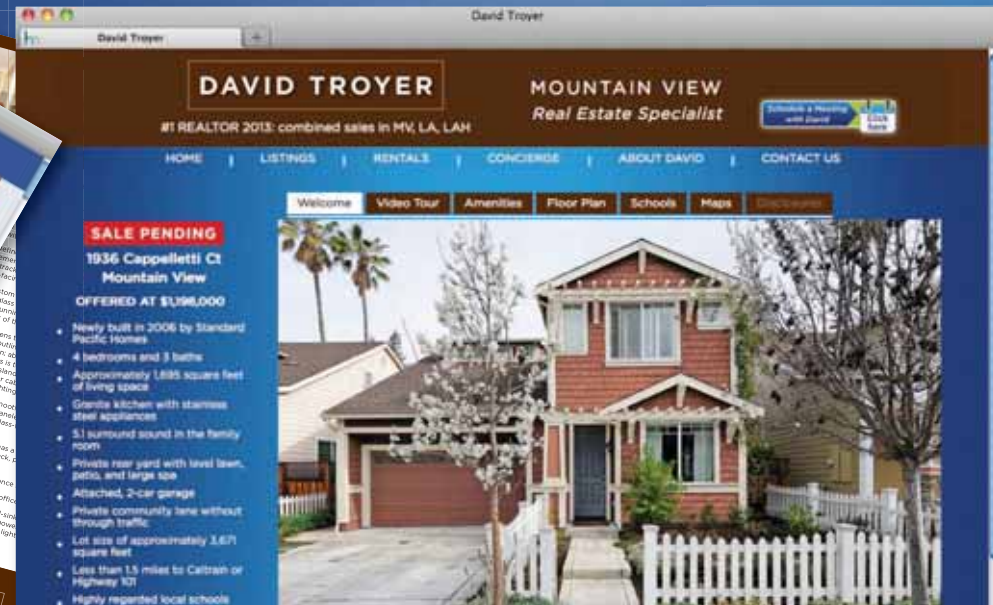 David Troyer
David Troyer
DAVID TROYER
#1 REALTOR 2013: combined sales in MV, LA, LAH
MOUNTAIN VIEW
Real Estate Specialist
Schedule a Meeting
with David
Click
here
HOME | LISTINGS | RENTALS | CONCIERGE | ABOUT DAVID | CONTACT US
Welcome Video Tour Amenities Floor Plan Schools Maps Disclosures
SALE PENDING
1936 Cappelletti Ct
Mountain View
OFFERED AT $1,198,000
• Newly built in 2006 by Standard
Pacific Homes
• 4 bedrooms and 3 baths
• Approximately 1,695 square feet
of living space
• Granite kitchen with stainless
steel appliances
• 5.1 surround sound in the family
room
• Private rear yard with level lawn,
patio, and large spa
• Attached, 2-car garage
• Private community lane without
through traffic
• Lot size of approximately 3,671
square feet
• Less than 1.5 miles to Caltrain or
Highway 101
• Highly regarded local schools